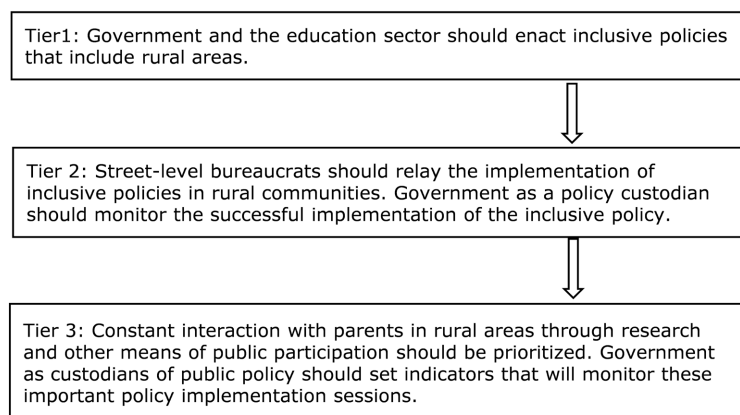 Tier1: Government and the education sector should enact inclusive policies
that include rural areas.
Tier 2: Street-level bureaucrats should relay the implementation of
inclusive policies in rural communities. Government as a policy custodian
should monitor the successful implementation of the inclusive policy.
Tier 3: Constant interaction with parents in rural areas through research
and other means of public participation should be prioritized. Government
as custodians of public policy should set indicators that will monitor these
important policy implementation sessions.